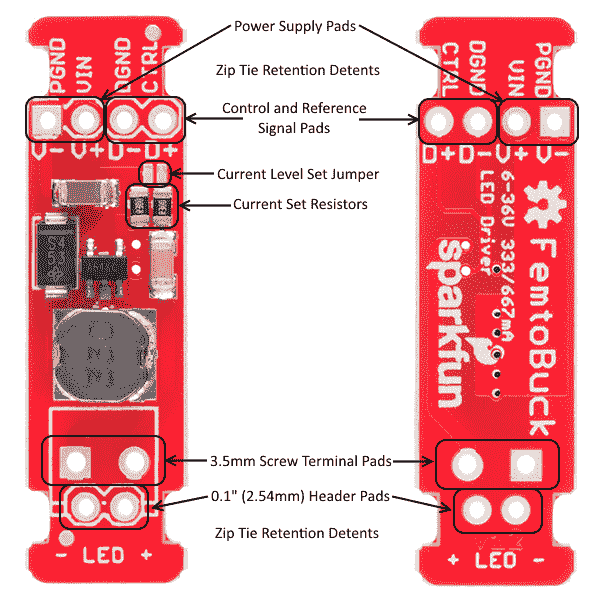 Power Supply Pads
Zip Tie Retention Detents
Control and Reference
Signal Pads
Current Level Set Jumper
Current Set Resistors
3.5mm Screw Terminal Pads
0.1" (2.54mm) Header Pads
Zip Tie Retention Detents
PGND
VIN
DGND
CTRL
V- V+ D- D+
- LED +
CTRL
DGND
VIN
PGND
D+ D- V+ V-
6-36V 333/667mA
LED Driver
FemtoBuck
sparkfun
+ LED -